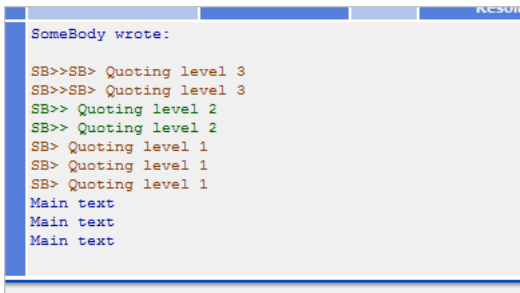 SomeBody wrote:
SB>>SB> Quoting level 3
SB>>SB> Quoting level 3
SB>> Quoting level 2
SB>> Quoting level 2
SB> Quoting level 1
SB> Quoting level 1
SB> Quoting level 1
Main text
Main text
Main text